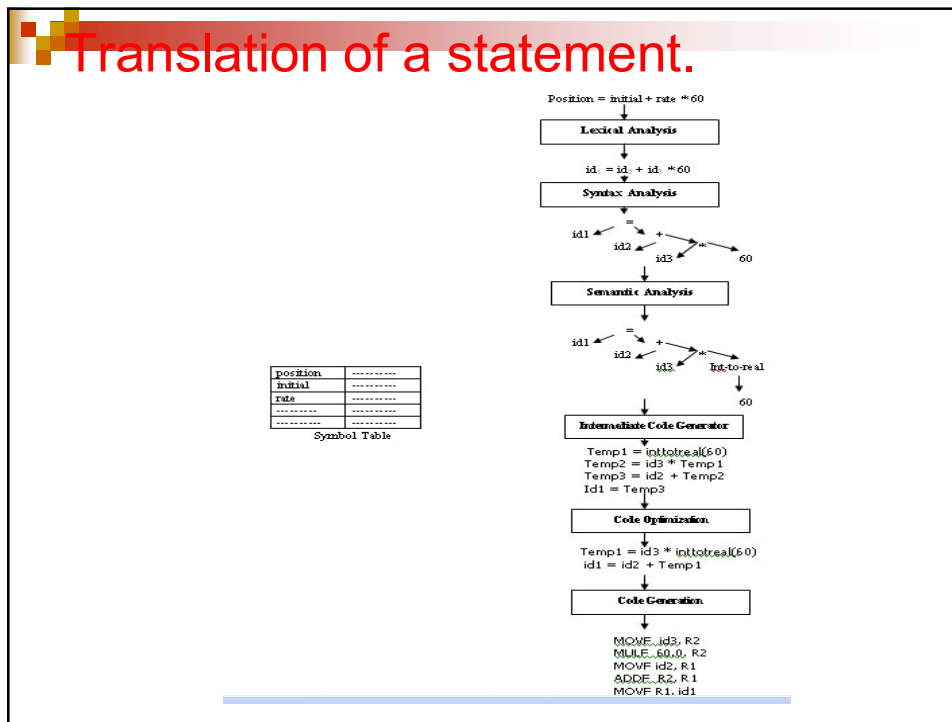 Translation of a statement.
Position = initial + rate *60
Lexical Analysis
id1 = id2 + id3 *60
Syntax Analysis
=
id1 +
id2 *
id3 60
Semantic Analysis
=
id1 +
id2 *
id3 Int-to-real
60
position ----------
initial ----------
rate ----------
--------- ----------
---------- ----------
Symbol Table
Intermediate Code Generator
Temp1 = inttotreal(60)
Temp2 = id3 * Temp1
Temp3 = id2 + Temp2
Id1 = Temp3
Code Optimization
Temp1 = id3 * inttotreal(60)
id1 = id2 + Temp1
Code Generation
MOVF id3, R2
MULF 60.0, R2
MOVF id2, R1
ADDF R2, R1
MOVF R1. id1